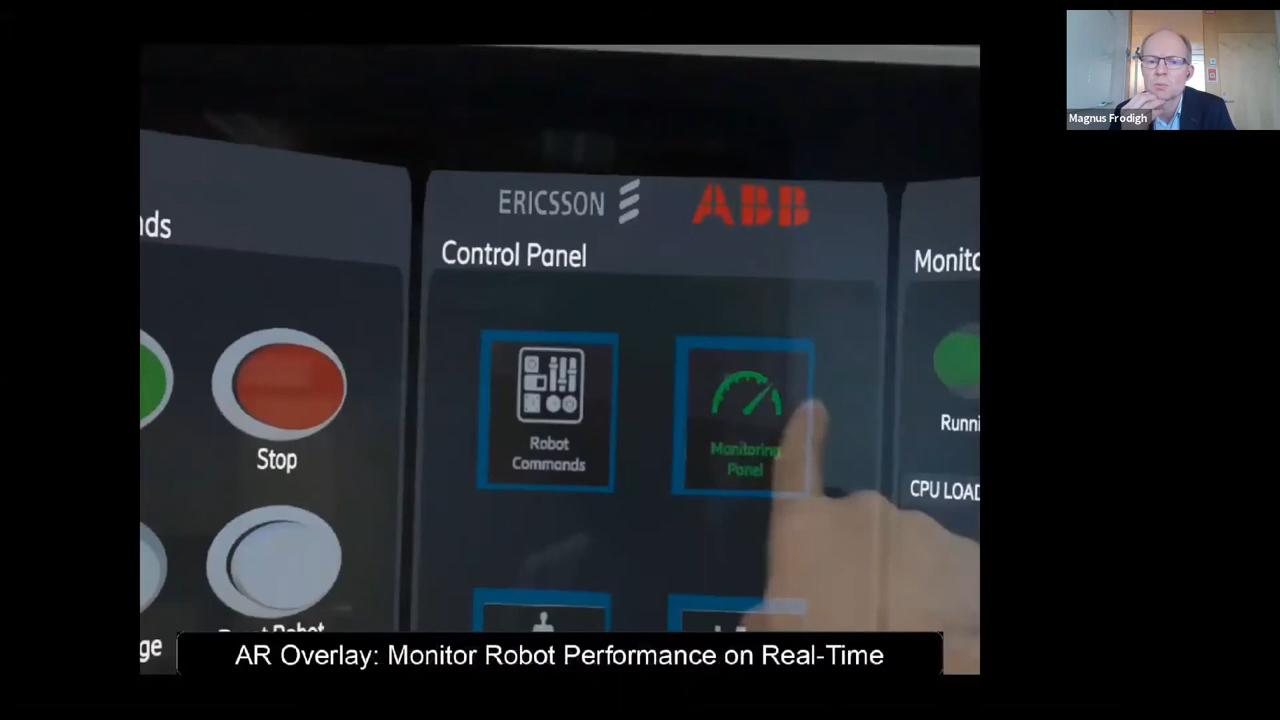 Magnus Frodigh
ERICSSON
ABB
nds
Control Panel
Monito
Robot
Commands
Monitoring
Panel
Stop
Runni
CPU LOAD
ge
AR Overlay: Monitor Robot Performance on Real-Time